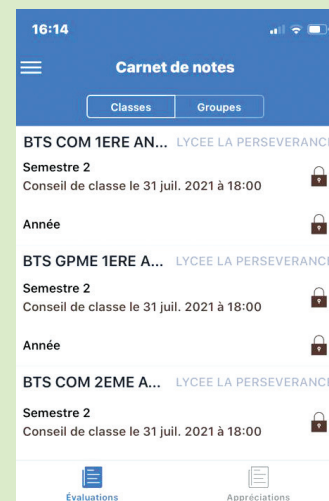 16:14
Carnet de notes
Classes Groupes
BTS COM 1ERE AN... LYCEE LA PERSEVERANC
Semestre 2
Conseil de classe le 31 juil. 2021 à 18:00
Année
BTS GPME 1ERE A... LYCEE LA PERSEVERANC
Semestre 2
Conseil de classe le 31 juil. 2021 à 18:00
Année
BTS COM 2EME A... LYCEE LA PERSEVERANC
Semestre 2
Conseil de classe le 31 juil. 2021 à 18:00
Évaluations Appréciations